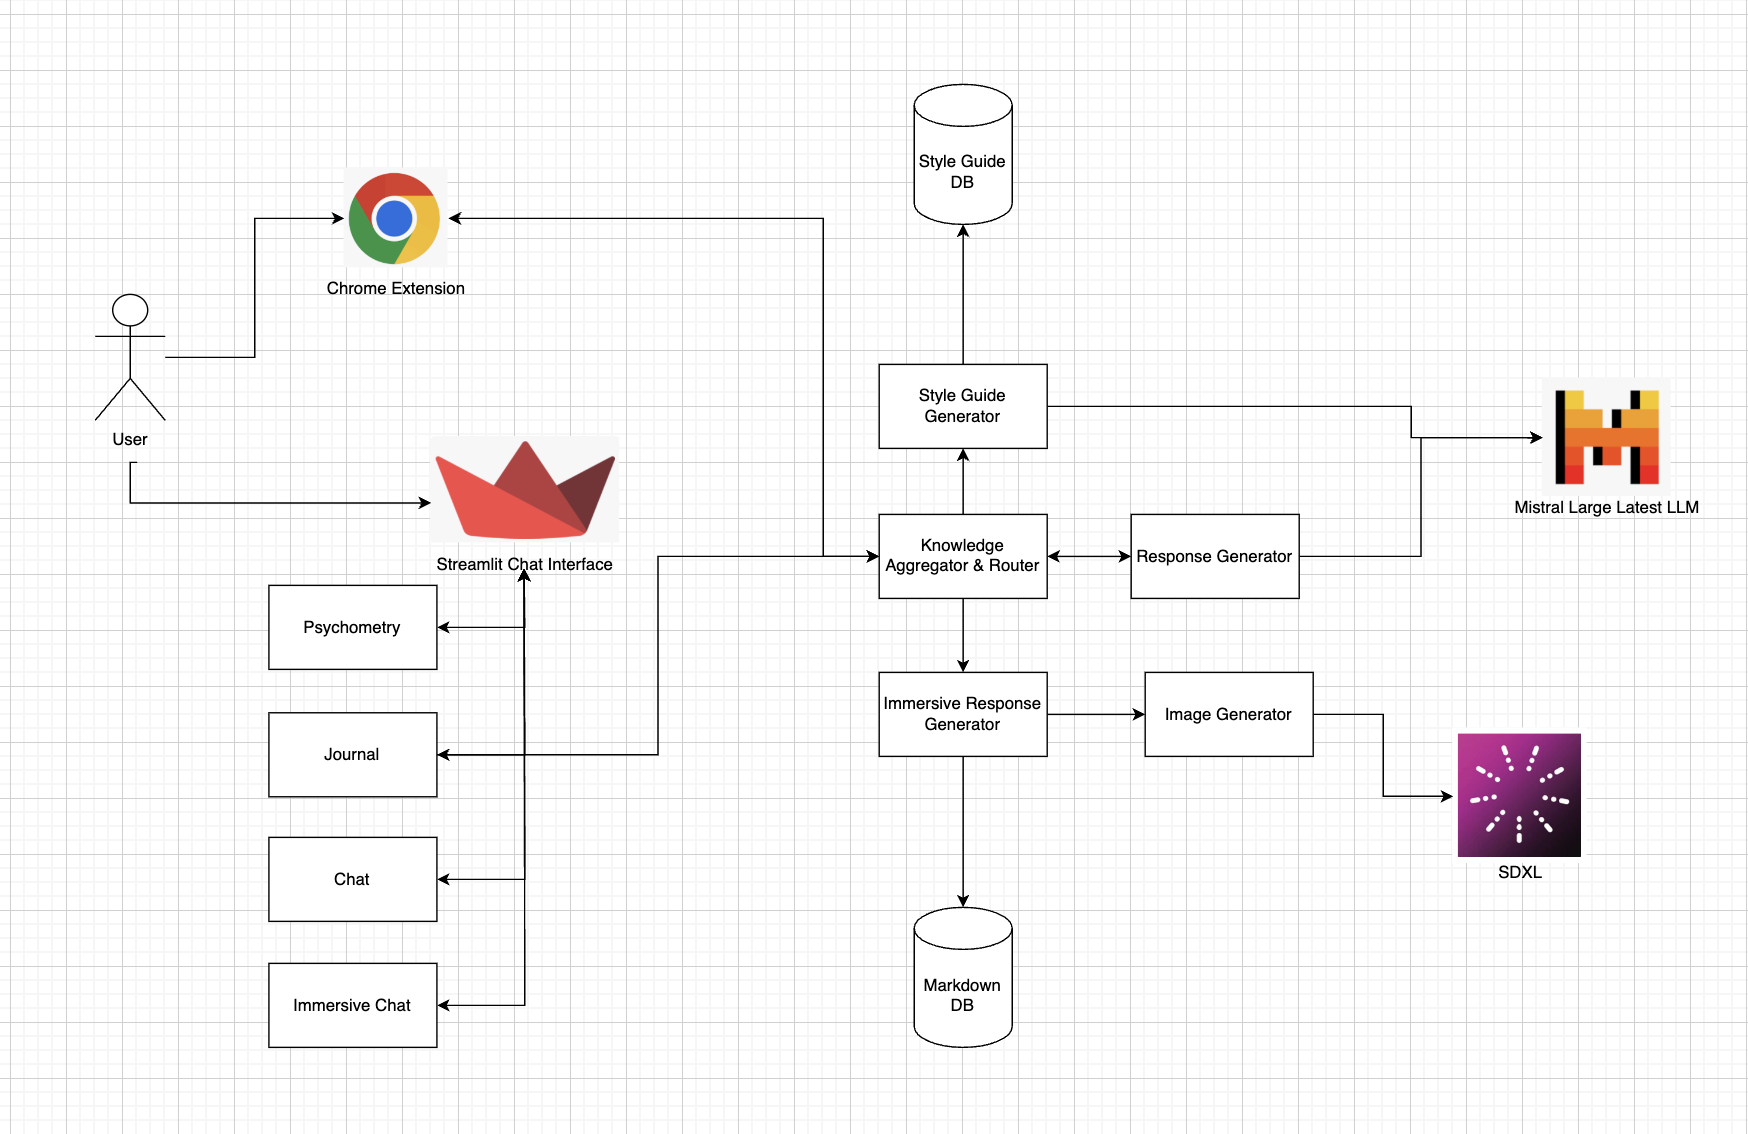 Style Guide
DB
Chrome Extension
User
Style Guide
Generator
Mistral Large Latest LLM
Streamlit Chat Interface
Knowledge
Aggregator & Router
Response Generator
Psychometry
Immersive Response
Generator
Image Generator
Journal
SDXL
Chat
Markdown
DB
Immersive Chat